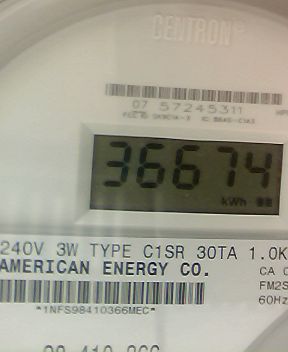 CENTRON
07 57245311
36674
kWh
240V 3W TYPE C1SR 30TA 1.0K
AMERICAN ENERGY CO.
CA 0
FM2S
60Hz
*1NFS98410366MEC*